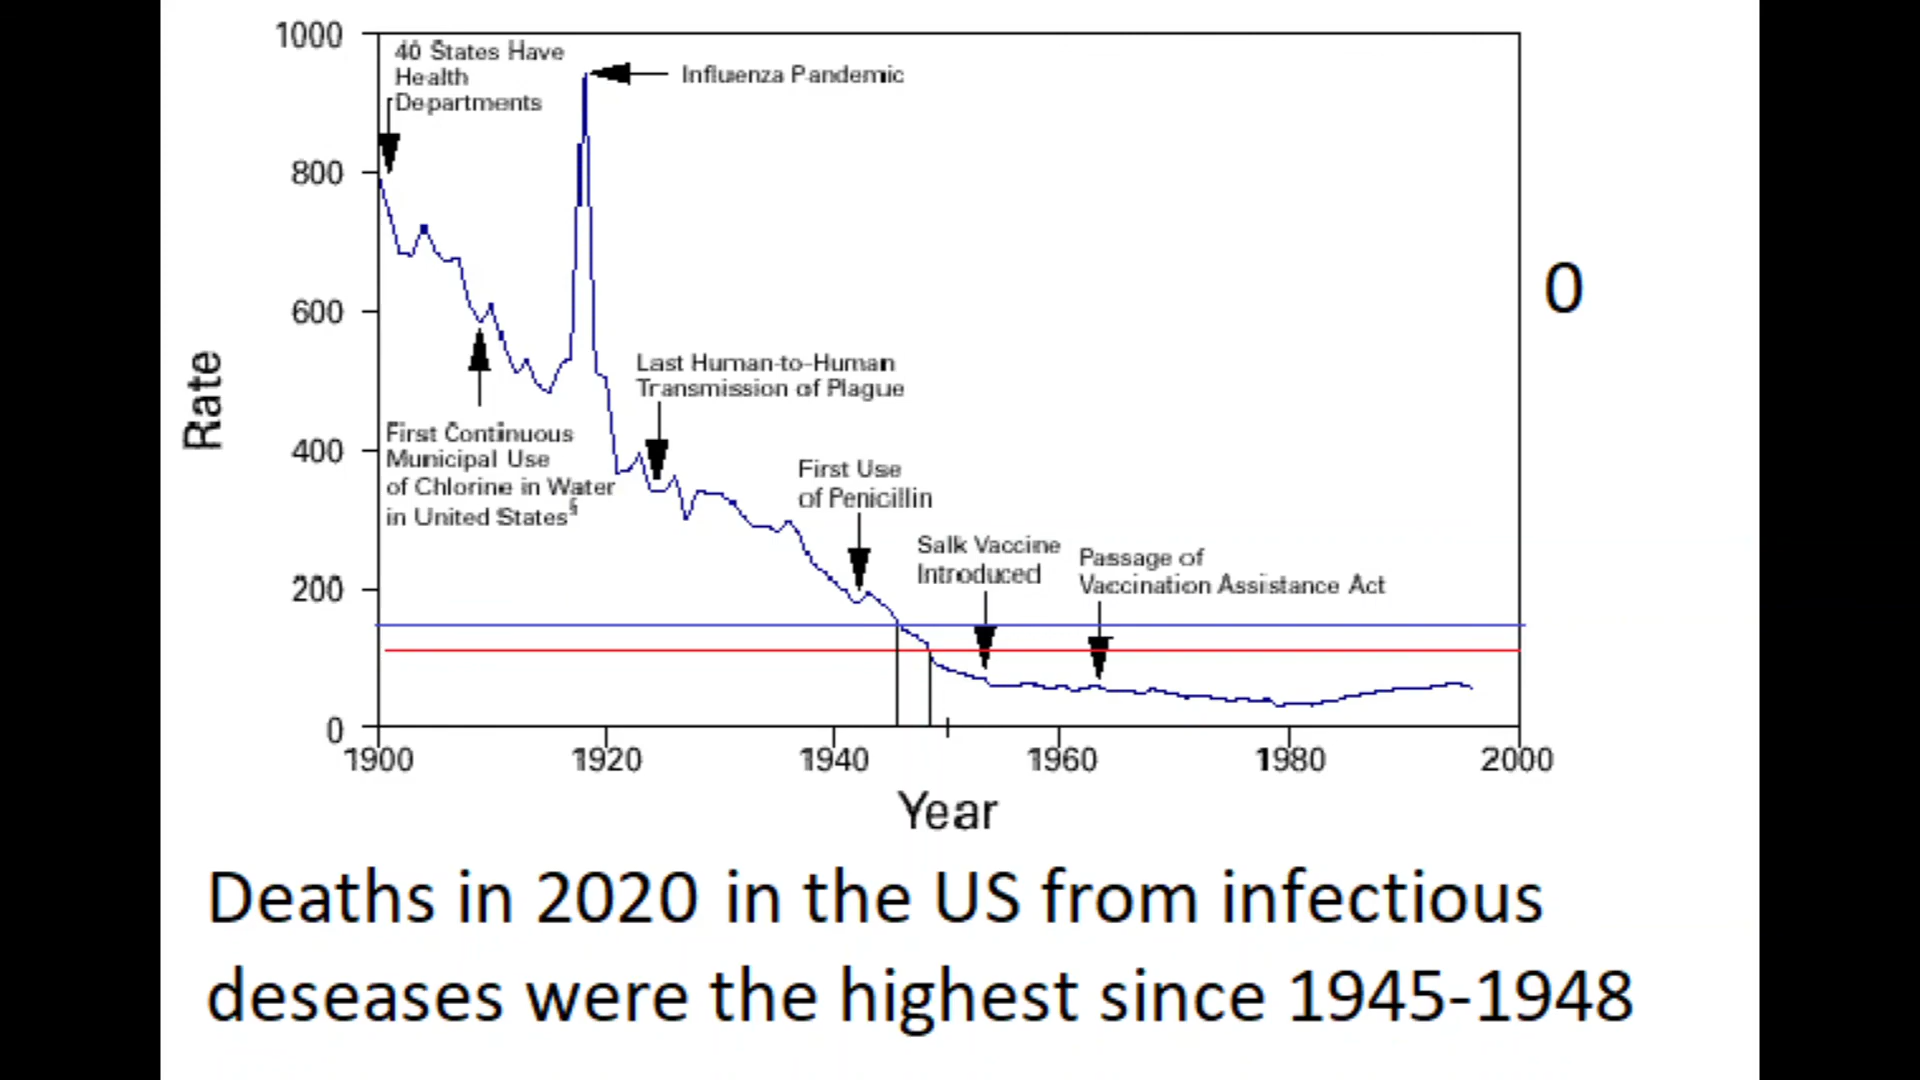 1000
40 States Have
Health
Departments
Influenza Pandemic
800
600
0
Rate
Last Human-to-Human
Transmission of Plague
First Continuous
Municipal Use
of Chlorine in Water
in United States§
400
First Use
of Penicillin
Salk Vaccine
Introduced
Passage of
Vaccination Assistance Act
200
0
1900 1920 1940 1960 1980 2000
Year
Deaths in 2020 in the US from infectious
deseases were the highest since 1945-1948